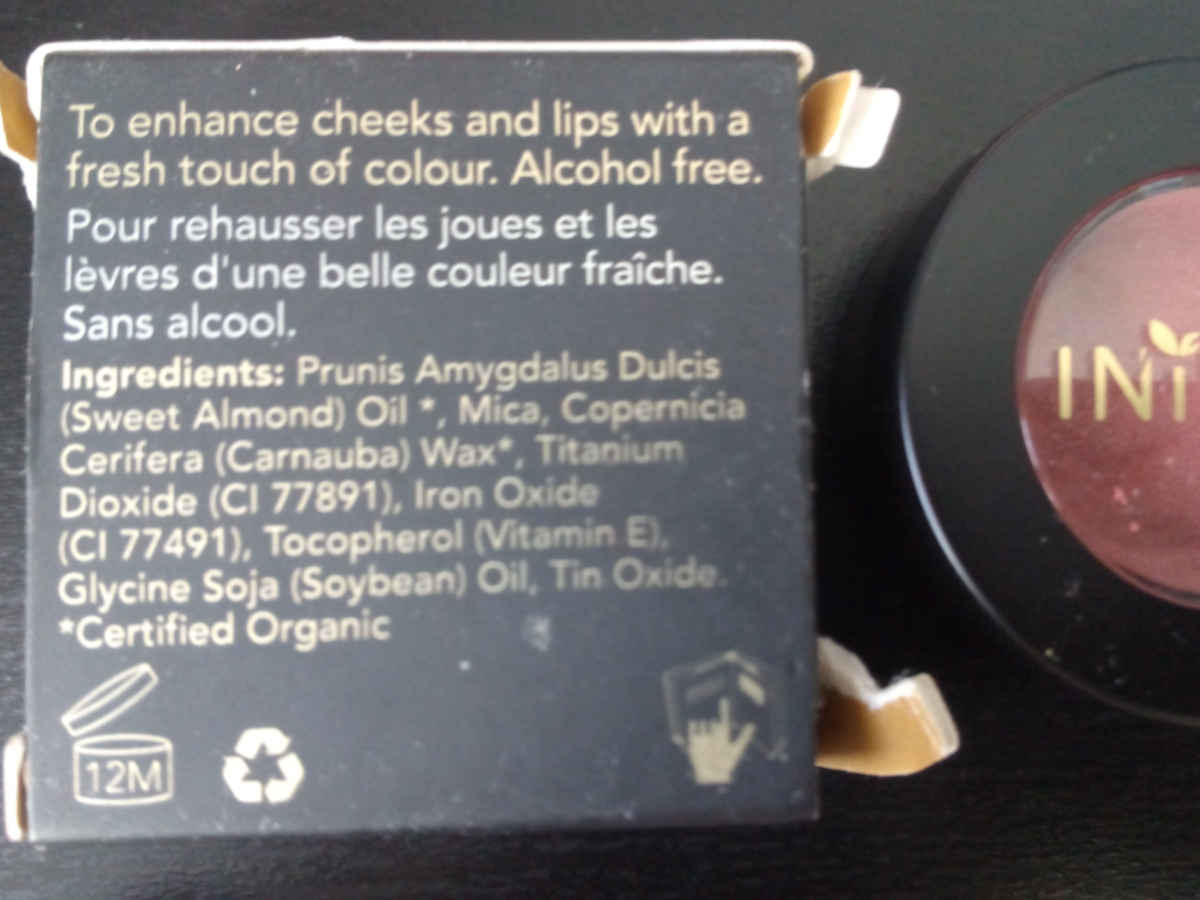 To enhance cheeks and lips with a
fresh touch of colour. Alcohol free.
Pour rehausser les joues et les
lèvres d'une belle couleur fraîche.
Sans alcool.
Ingredients: Prunis Amygdalus Dulcis
(Sweet Almond) Oil *, Mica, Copernicia
Cerifera (Carnauba) Wax*, Titanium
Dioxide (CI 77891), Iron Oxide
(CI 77491), Tocopherol (Vitamin E),
Glycine Soja (Soybean) Oil, Tin Oxide.
*Certified Organic
12M
INi